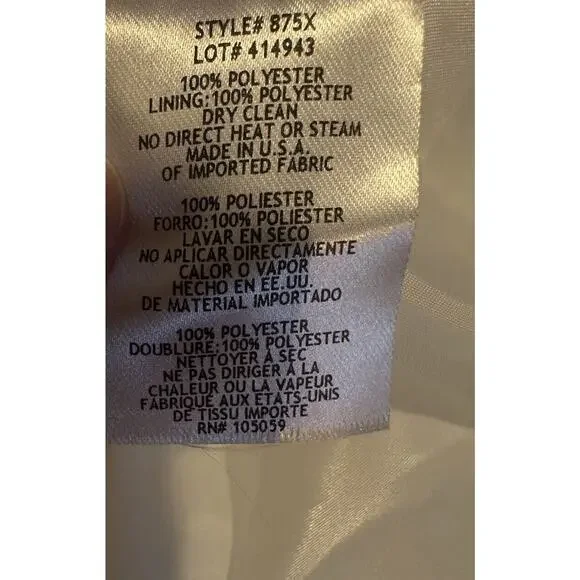 STYLE# 875X
LOT# 414943
100% POLYESTER
LINING:100% POLYESTER
DRY CLEAN
NO DIRECT HEAT OR STEAM
MADE IN U.S.A.
OF IMPORTED FABRIC
100% POLIESTER
FORRO:100% POLIESTER
LAVAR EN SECO
NO APLICAR DIRECTAMENTE
CALOR O VAPOR
HECHO EN EE.UU.
DE MATERIAL IMPORTADO
100% POLYESTER
DOUBLURE:100% POLYESTER
NETTOYER A SEC
NE PAS DIRIGER À LA
CHALEUR OU LA VAPEUR
FABRIQUE AUX ETATS-UNIS
DE TISSU IMPORTE
RN# 105059